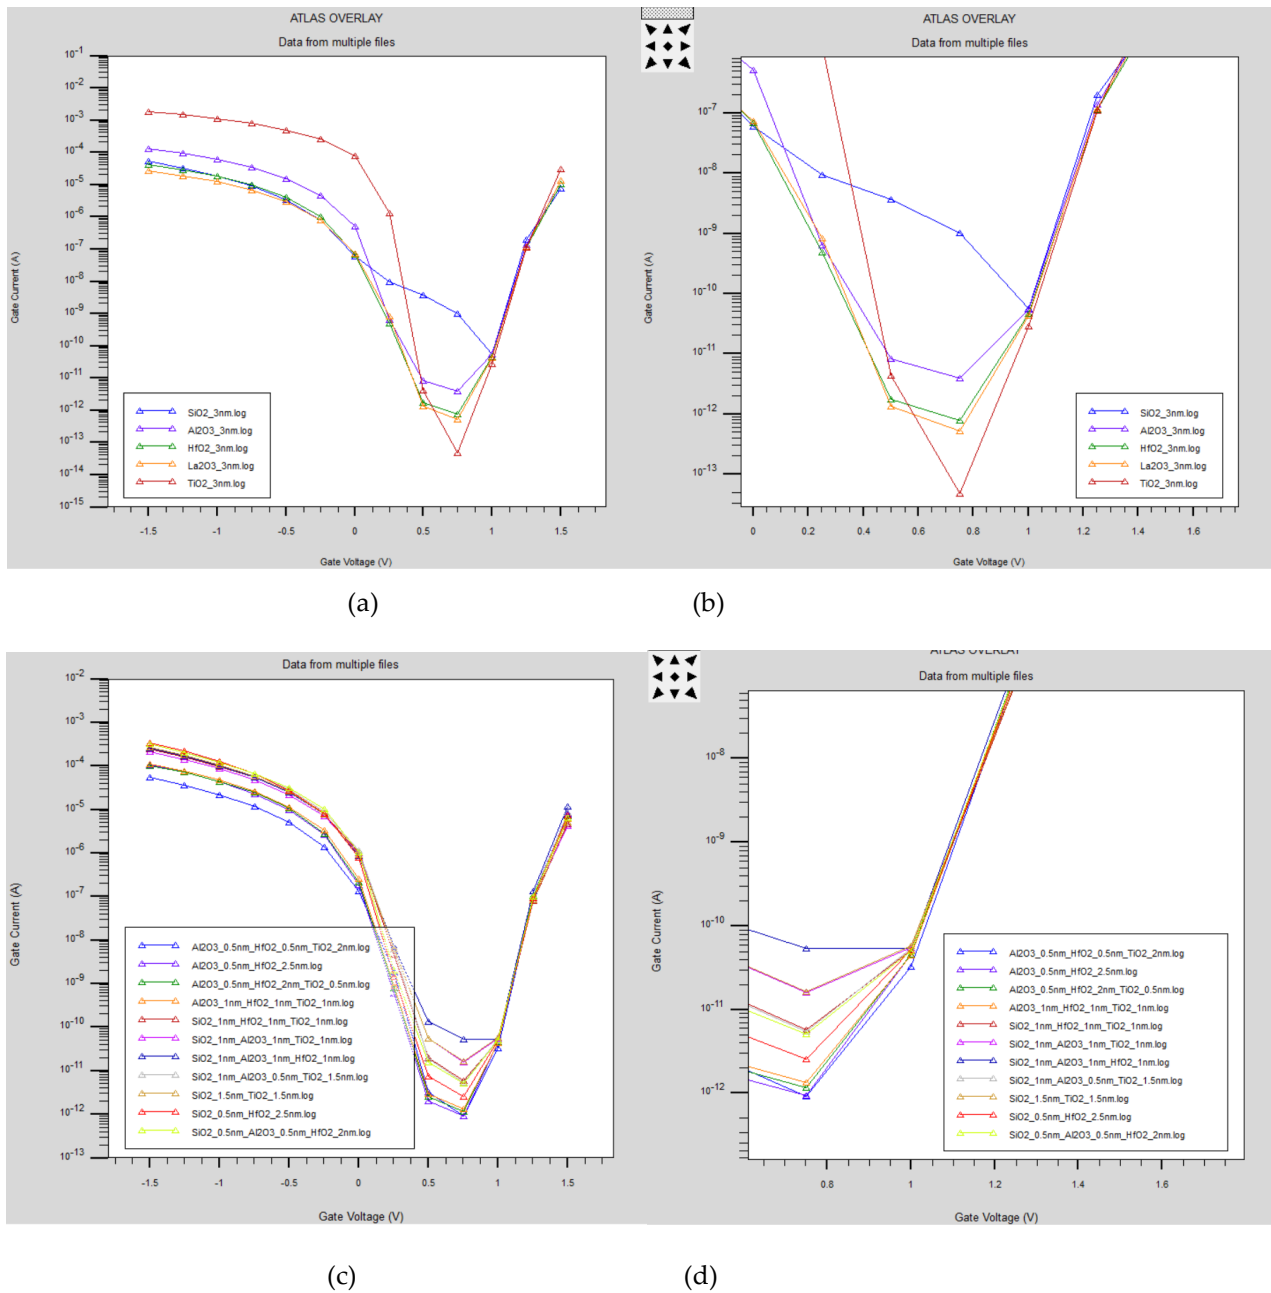 ATLAS OVERLAY
Data from multiple files
10-1
10-2
10-3
10-4
10-5
10-6
10-7
10-8
10-9
10-10
10-11
10-12
10-13
10-14
10-15
Gate Current (A)
SiO2_3nm.log
Al2O3_3nm.log
HfO2_3nm.log
La2O3_3nm.log
TiO2_3nm.log
-1.5 -1 -0.5 0 0.5 1 1.5
Gate Voltage (V)
(a)
ATLAS OVERLAY
Data from multiple files
10-7
10-8
10-9
10-10
10-11
10-12
10-13
Gate Current (A)
SiO2_3nm.log
Al2O3_3nm.log
HfO2_3nm.log
La2O3_3nm.log
TiO2_3nm.log
0 0.2 0.4 0.6 0.8 1 1.2 1.4 1.6
Gate Voltage (V)
(b)
Data from multiple files
10-2
10-3
10-4
10-5
10-6
10-7
10-8
10-9
10-10
10-11
10-12
10-13
Gate Current (A)
Al2O3_0.5nm_HfO2_0.5nm_TiO2_2nm.log
Al2O3_0.5nm_HfO2_2.5nm.log
Al2O3_0.5nm_HfO2_2nm_TiO2_0.5nm.log
Al2O3_1nm_HfO2_1nm_TiO2_1nm.log
SiO2_1nm_HfO2_1nm_TiO2_1nm.log
SiO2_1nm_Al2O3_1nm_TiO2_1nm.log
SiO2_1nm_Al2O3_1nm_HfO2_1nm.log
SiO2_1nm_Al2O3_0.5nm_TiO2_1.5nm.log
SiO2_1.5nm_TiO2_1.5nm.log
SiO2_0.5nm_HfO2_2.5nm.log
SiO2_0.5nm_Al2O3_0.5nm_HfO2_2nm.log
-1.5 -1 -0.5 0 0.5 1 1.5
Gate Voltage (V)
(c)
ATLAS OVERLAY
Data from multiple files
10-8
10-9
10-10
10-11
10-12
Gate Current (A)
Al2O3_0.5nm_HfO2_0.5nm_TiO2_2nm.log
Al2O3_0.5nm_HfO2_2.5nm.log
Al2O3_0.5nm_HfO2_2nm_TiO2_0.5nm.log
Al2O3_1nm_HfO2_1nm_TiO2_1nm.log
SiO2_1nm_HfO2_1nm_TiO2_1nm.log
SiO2_1nm_Al2O3_1nm_TiO2_1nm.log
SiO2_1nm_Al2O3_1nm_HfO2_1nm.log
SiO2_1nm_Al2O3_0.5nm_TiO2_1.5nm.log
SiO2_1.5nm_TiO2_1.5nm.log
SiO2_0.5nm_HfO2_2.5nm.log
SiO2_0.5nm_Al2O3_0.5nm_HfO2_2nm.log
0.8 1 1.2 1.4 1.6
Gate Voltage (V)
(d)